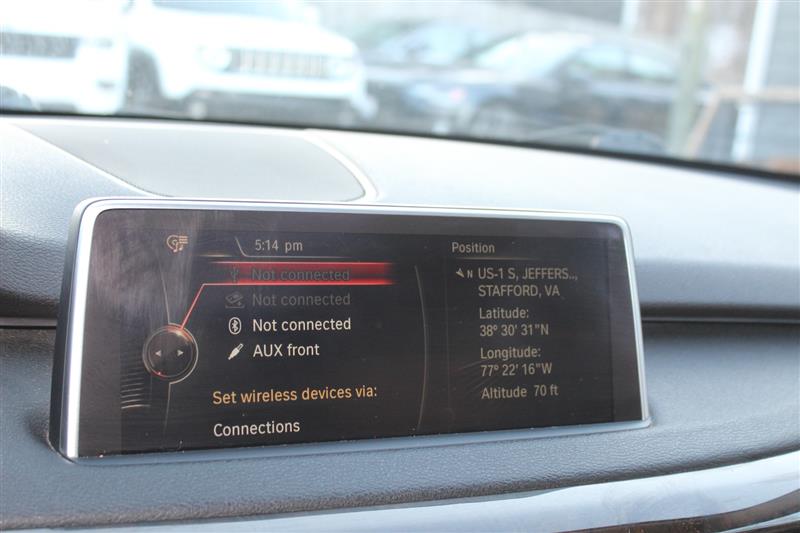 5:14 pm
Not connected
Not connected
Not connected
AUX front
Set wireless devices via:
Connections
Position
N US-1 S, JEFFERS..,
STAFFORD, VA
Latitude:
38° 30' 31"N
Longitude:
77° 22' 16"W
Altitude 70 ft